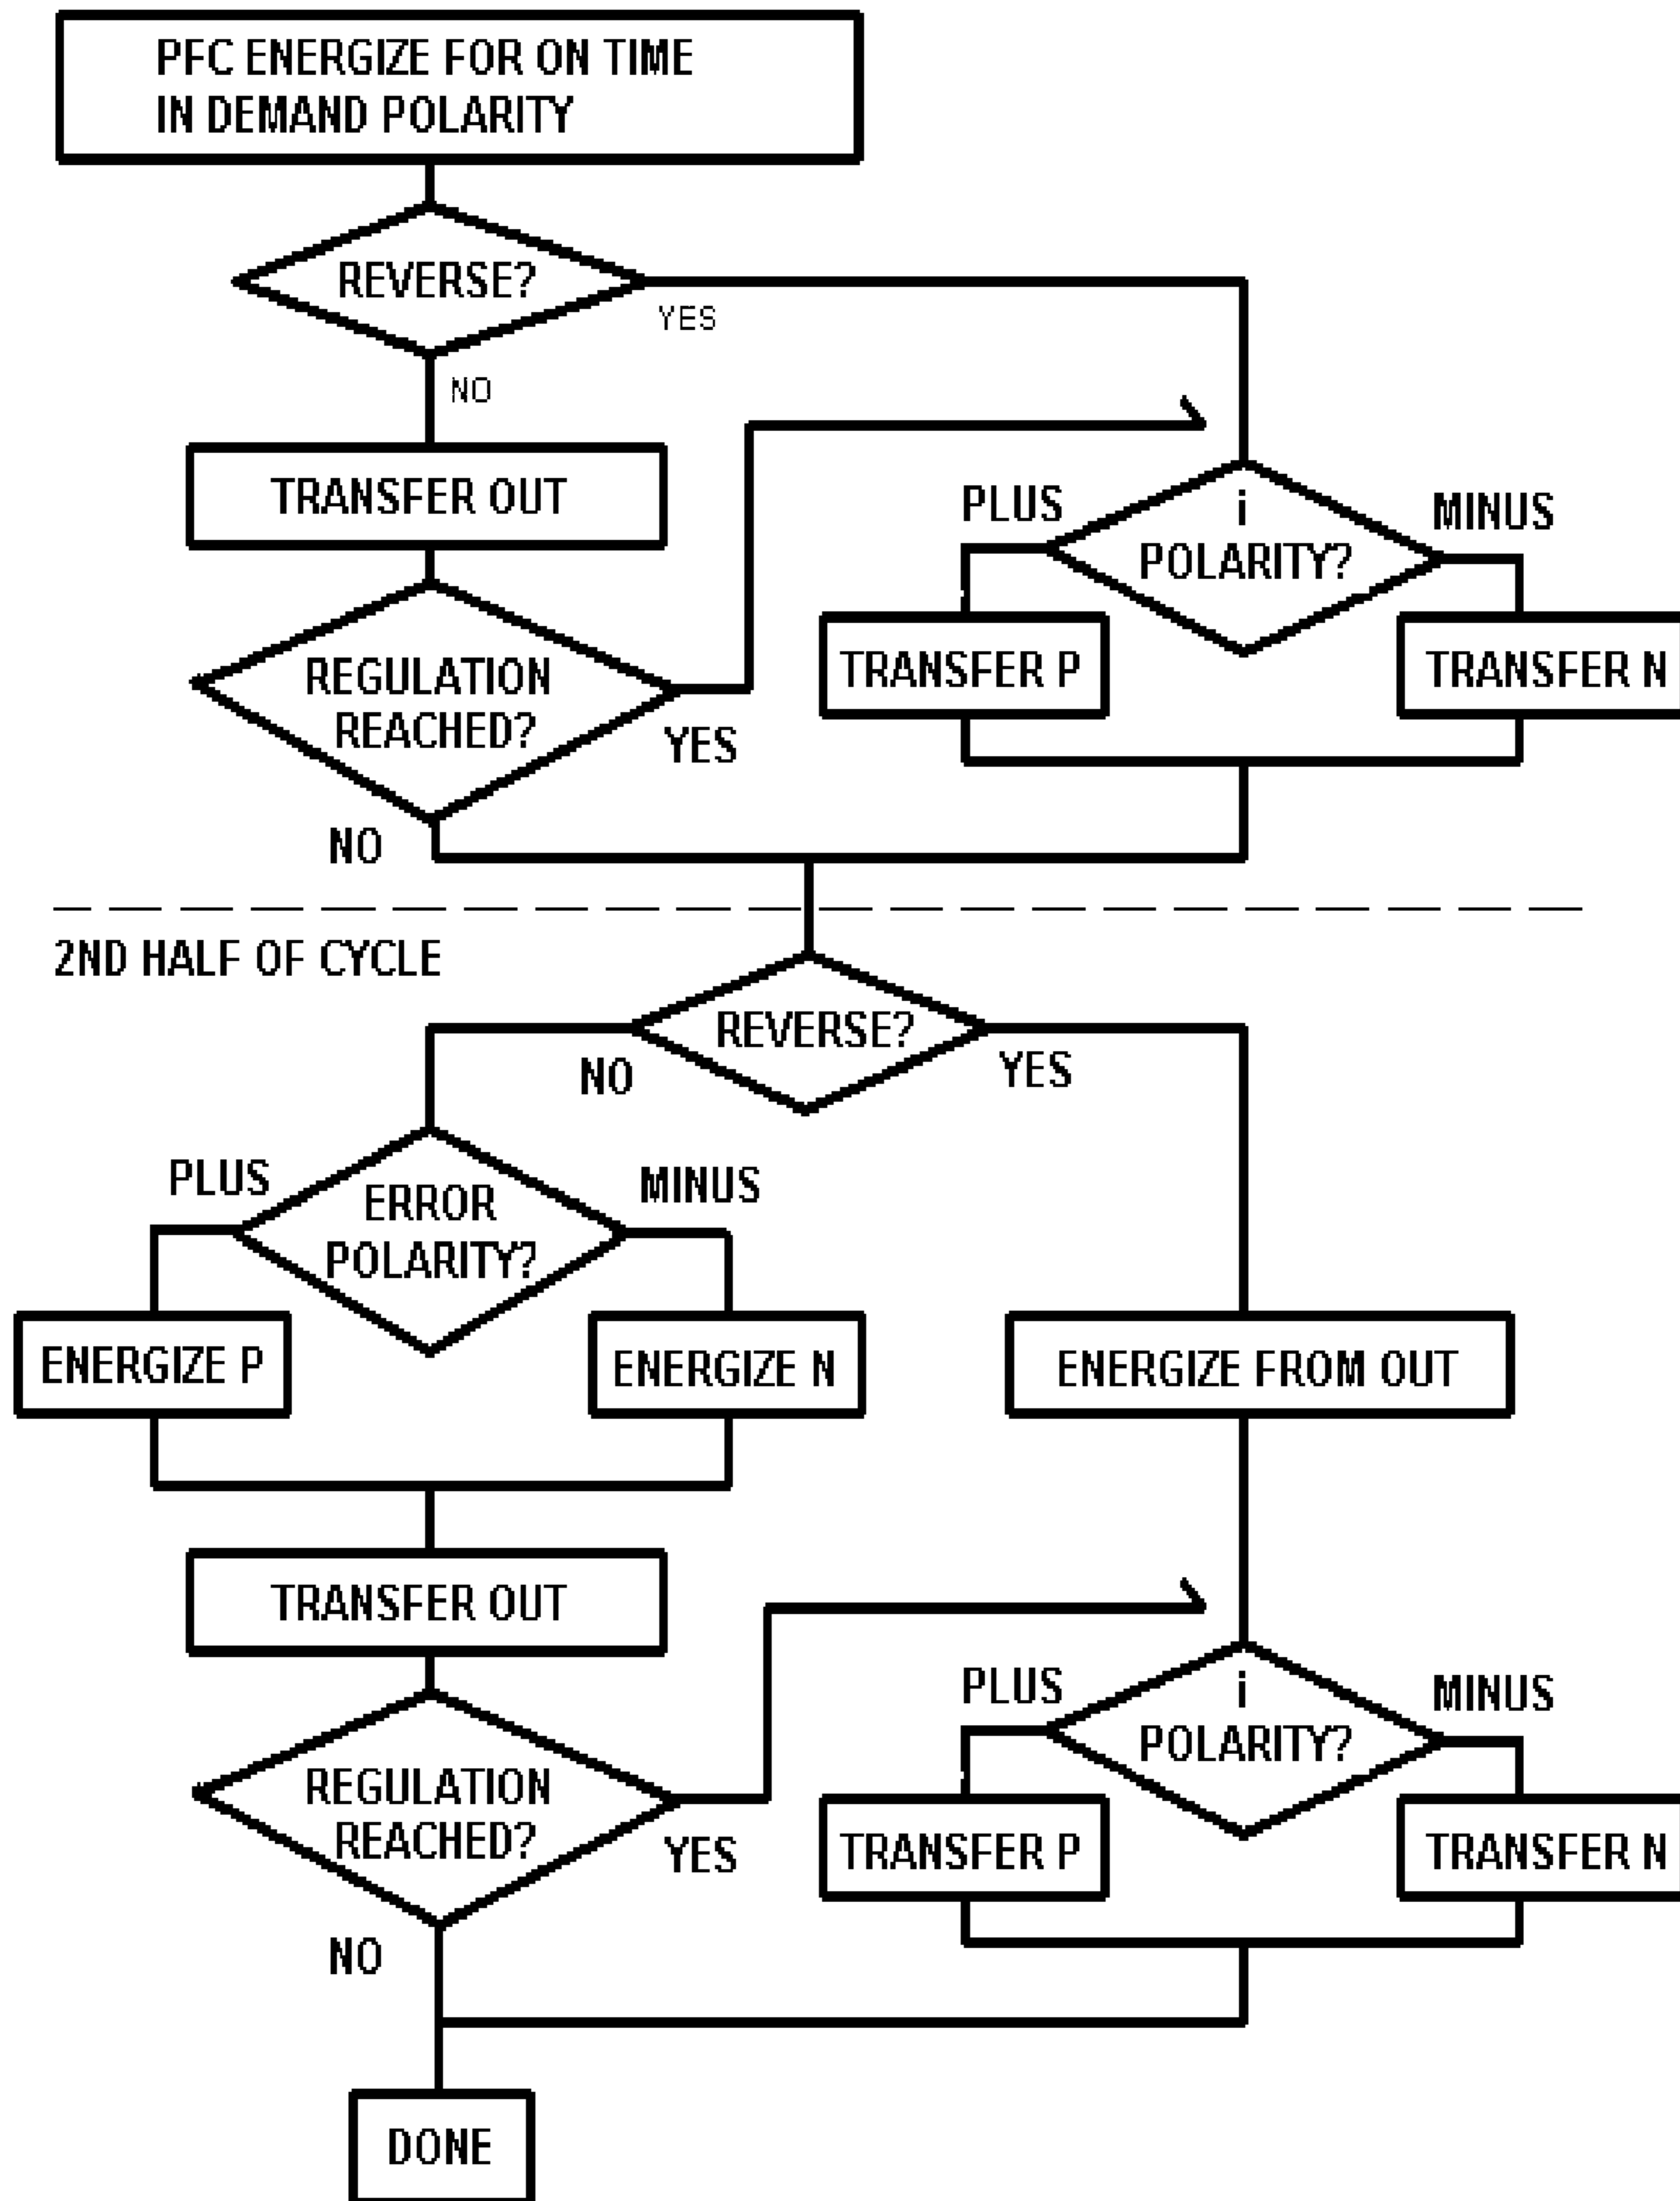 PFC ENERGIZE FOR ON TIME
IN DEMAND POLARITY
REVERSE?
YES
NO
TRANSFER OUT
PLUS
i
POLARITY?
MINUS
TRANSFER P
TRANSFER N
REGULATION
REACHED?
YES
NO
2ND HALF OF CYCLE
REVERSE?
NO
YES
PLUS
ERROR
POLARITY?
MINUS
ENERGIZE P
ENERGIZE N
ENERGIZE FROM OUT
TRANSFER OUT
PLUS
i
POLARITY?
MINUS
REGULATION
REACHED?
YES
TRANSFER P
TRANSFER N
NO
DONE